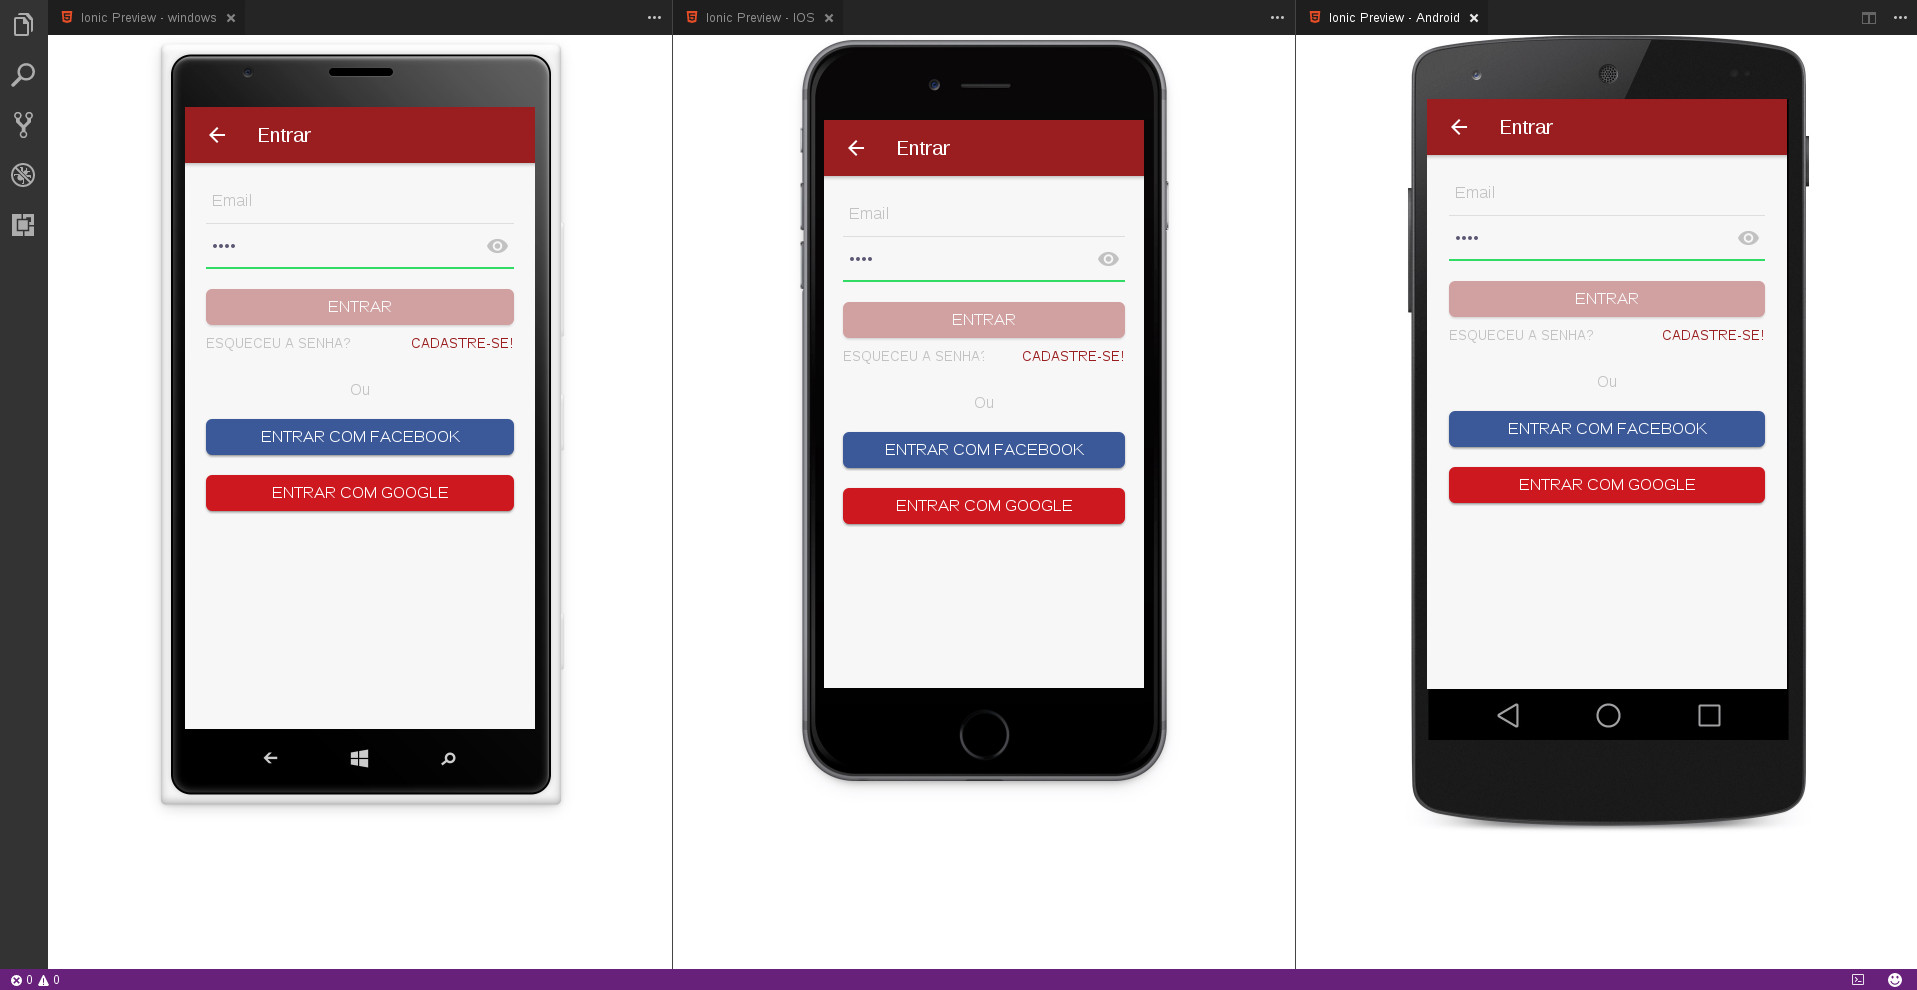 Ionic Preview - windows
Ionic Preview - IOS
Ionic Preview - Android
Entrar
Email
••••
ENTRAR
ESQUECEU A SENHA? CADASTRE-SE!
Ou
ENTRAR COM FACEBOOK
ENTRAR COM GOOGLE
Entrar
Email
••••
ENTRAR
ESQUECEU A SENHA? CADASTRE-SE!
Ou
ENTRAR COM FACEBOOK
ENTRAR COM GOOGLE
Entrar
Email
••••
ENTRAR
ESQUECEU A SENHA? CADASTRE-SE!
Ou
ENTRAR COM FACEBOOK
ENTRAR COM GOOGLE
0 0